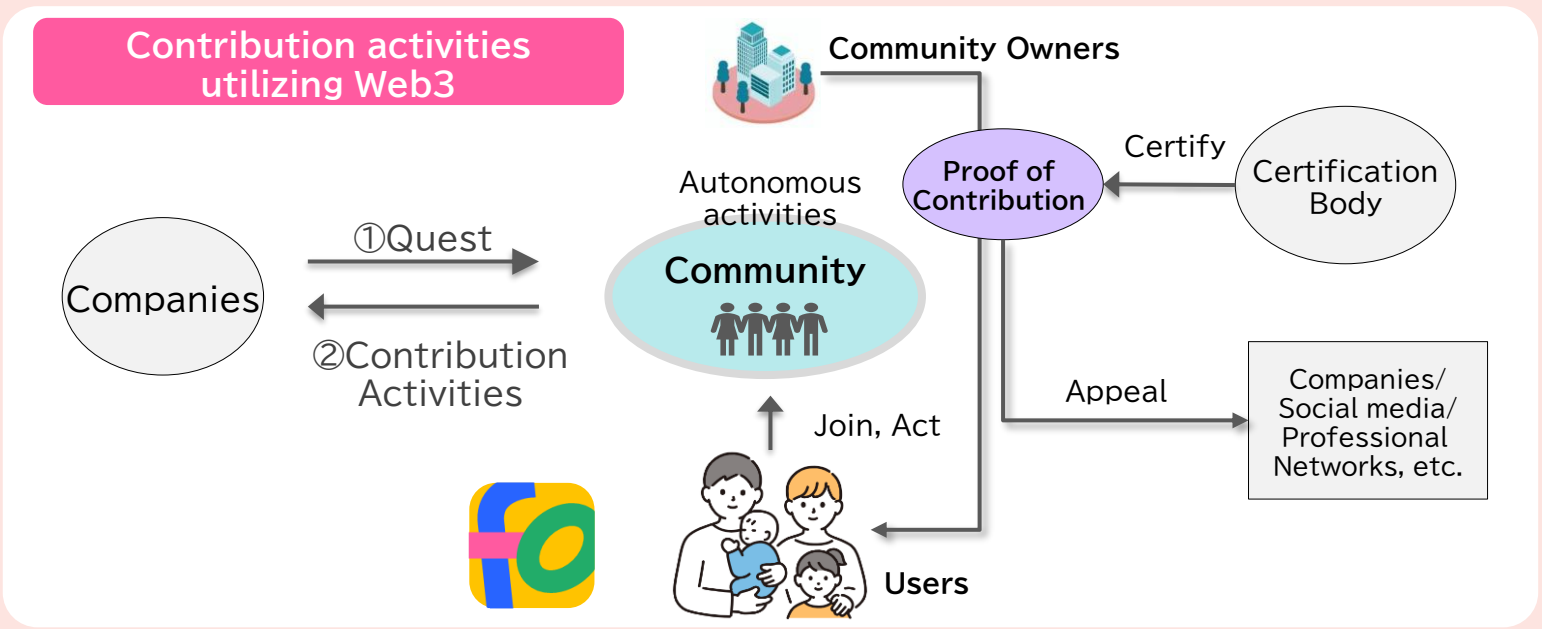 Contribution activities
utilizing Web3
Community Owners
Proof of
Contribution
Certify
Certification
Body
Autonomous
activities
Community
①Quest
Companies
②Contribution
Activities
Join, Act
Appeal
Companies/
Social media/
Professional
Networks, etc.
Users